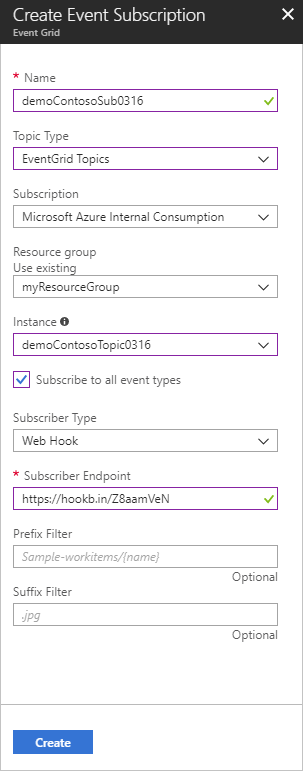 Create Event Subscription
Event Grid
* Name
demoContosoSub0316
Topic Type
EventGrid Topics
Subscription
Microsoft Azure Internal Consumption
Resource group
Use existing
myResourceGroup
Instance
demoContosoTopic0316
Subscribe to all event types
Subscriber Type
Web Hook
* Subscriber Endpoint
https://hookb.in/Z8aamVeN
Prefix Filter
Sample-workitems/{name}
Optional
Suffix Filter
.jpg
Optional
Create